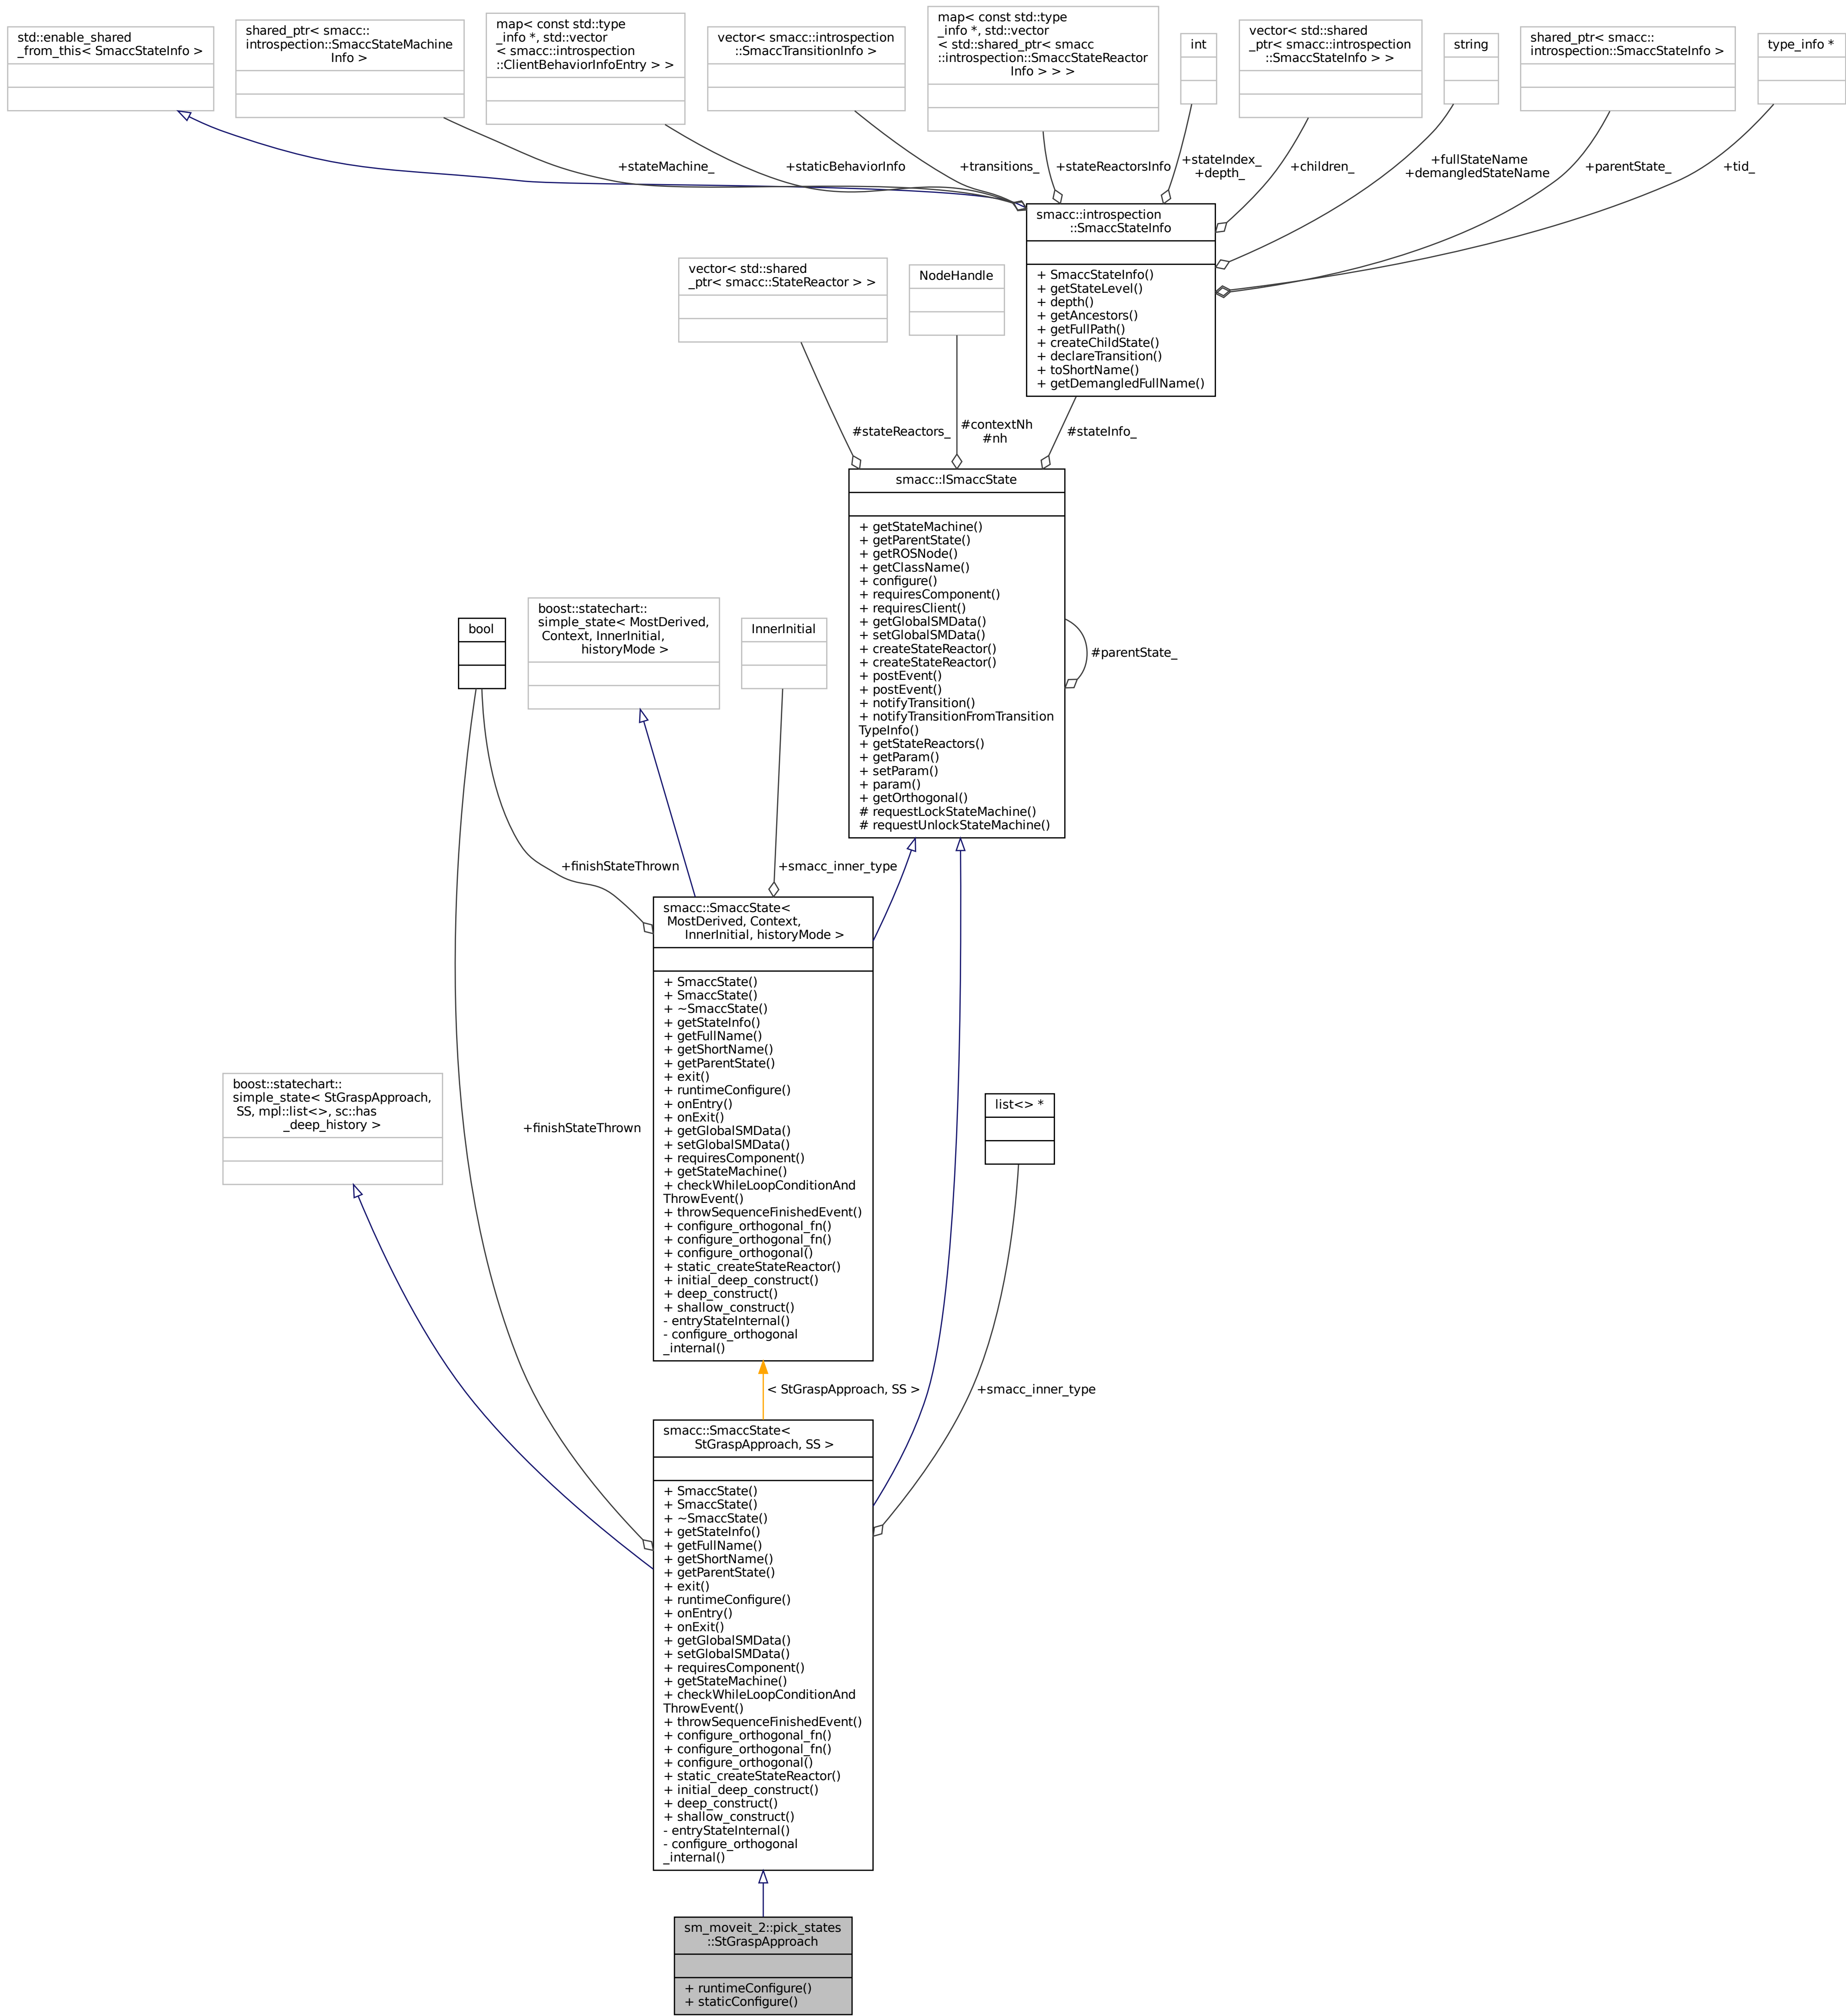 std::enable_shared
_from_this< SmaccStateInfo >
shared_ptr< smacc::
introspection::SmaccStateMachine
Info >
map< const std::type
_info *, std::vector
< smacc::introspection
::ClientBehaviorInfoEntry > >
vector< smacc::introspection
::SmaccTransitionInfo >
map< const std::type
_info *, std::vector
< std::shared_ptr< smacc
::introspection::SmaccStateReactor
Info > > >
int
vector< std::shared
_ptr< smacc::introspection
::SmaccStateInfo > >
string
shared_ptr< smacc::
introspection::SmaccStateInfo >
type_info *
+stateMachine_
+staticBehaviorInfo
+transitions_
+stateReactorsInfo
+stateIndex_
+depth_
+children_
+fullStateName
+demangledStateName
+parentState_
+tid_
smacc::introspection
::SmaccStateInfo
+ SmaccStateInfo()
+ getStateLevel()
+ depth()
+ getAncestors()
+ getFullPath()
+ createChildState()
+ declareTransition()
+ toShortName()
+ getDemangledFullName()
vector< std::shared
_ptr< smacc::StateReactor > >
NodeHandle
#stateReactors_
#contextNh
#nh
#stateInfo_
smacc::ISmaccState
+ getStateMachine()
+ getParentState()
+ getROSNode()
+ getClassName()
+ configure()
+ requiresComponent()
+ requiresClient()
+ getGlobalSMData()
+ setGlobalSMData()
+ createStateReactor()
+ createStateReactor()
+ postEvent()
+ postEvent()
+ notifyTransition()
+ notifyTransitionFromTransition
TypeInfo()
+ getStateReactors()
+ getParam()
+ setParam()
+ param()
+ getOrthogonal()
# requestLockStateMachine()
# requestUnlockStateMachine()
#parentState_
bool
boost::statechart::
simple_state< MostDerived,
Context, InnerInitial,
historyMode >
InnerInitial
+finishStateThrown
+smacc_inner_type
smacc::SmaccState<
MostDerived, Context,
InnerInitial, historyMode >
+ SmaccState()
+ SmaccState()
+ ~SmaccState()
+ getStateInfo()
+ getFullName()
+ getShortName()
+ getParentState()
+ exit()
+ runtimeConfigure()
+ onEntry()
+ onExit()
+ getGlobalSMData()
+ setGlobalSMData()
+ requiresComponent()
+ getStateMachine()
+ checkWhileLoopConditionAnd
ThrowEvent()
+ throwSequenceFinishedEvent()
+ configure_orthogonal_fn()
+ configure_orthogonal_fn()
+ configure_orthogonal()
+ static_createStateReactor()
+ initial_deep_construct()
+ deep_construct()
+ shallow_construct()
- entryStateInternal()
- configure_orthogonal
_internal()
boost::statechart::
simple_state< StGraspApproach,
SS, mpl::list<>, sc::has
_deep_history >
+finishStateThrown
list<> *
< StGraspApproach, SS >
+smacc_inner_type
smacc::SmaccState<
StGraspApproach, SS >
+ SmaccState()
+ SmaccState()
+ ~SmaccState()
+ getStateInfo()
+ getFullName()
+ getShortName()
+ getParentState()
+ exit()
+ runtimeConfigure()
+ onEntry()
+ onExit()
+ getGlobalSMData()
+ setGlobalSMData()
+ requiresComponent()
+ getStateMachine()
+ checkWhileLoopConditionAnd
ThrowEvent()
+ throwSequenceFinishedEvent()
+ configure_orthogonal_fn()
+ configure_orthogonal_fn()
+ configure_orthogonal()
+ static_createStateReactor()
+ initial_deep_construct()
+ deep_construct()
+ shallow_construct()
- entryStateInternal()
- configure_orthogonal
_internal()
sm_moveit_2::pick_states
::StGraspApproach
+ runtimeConfigure()
+ staticConfigure()